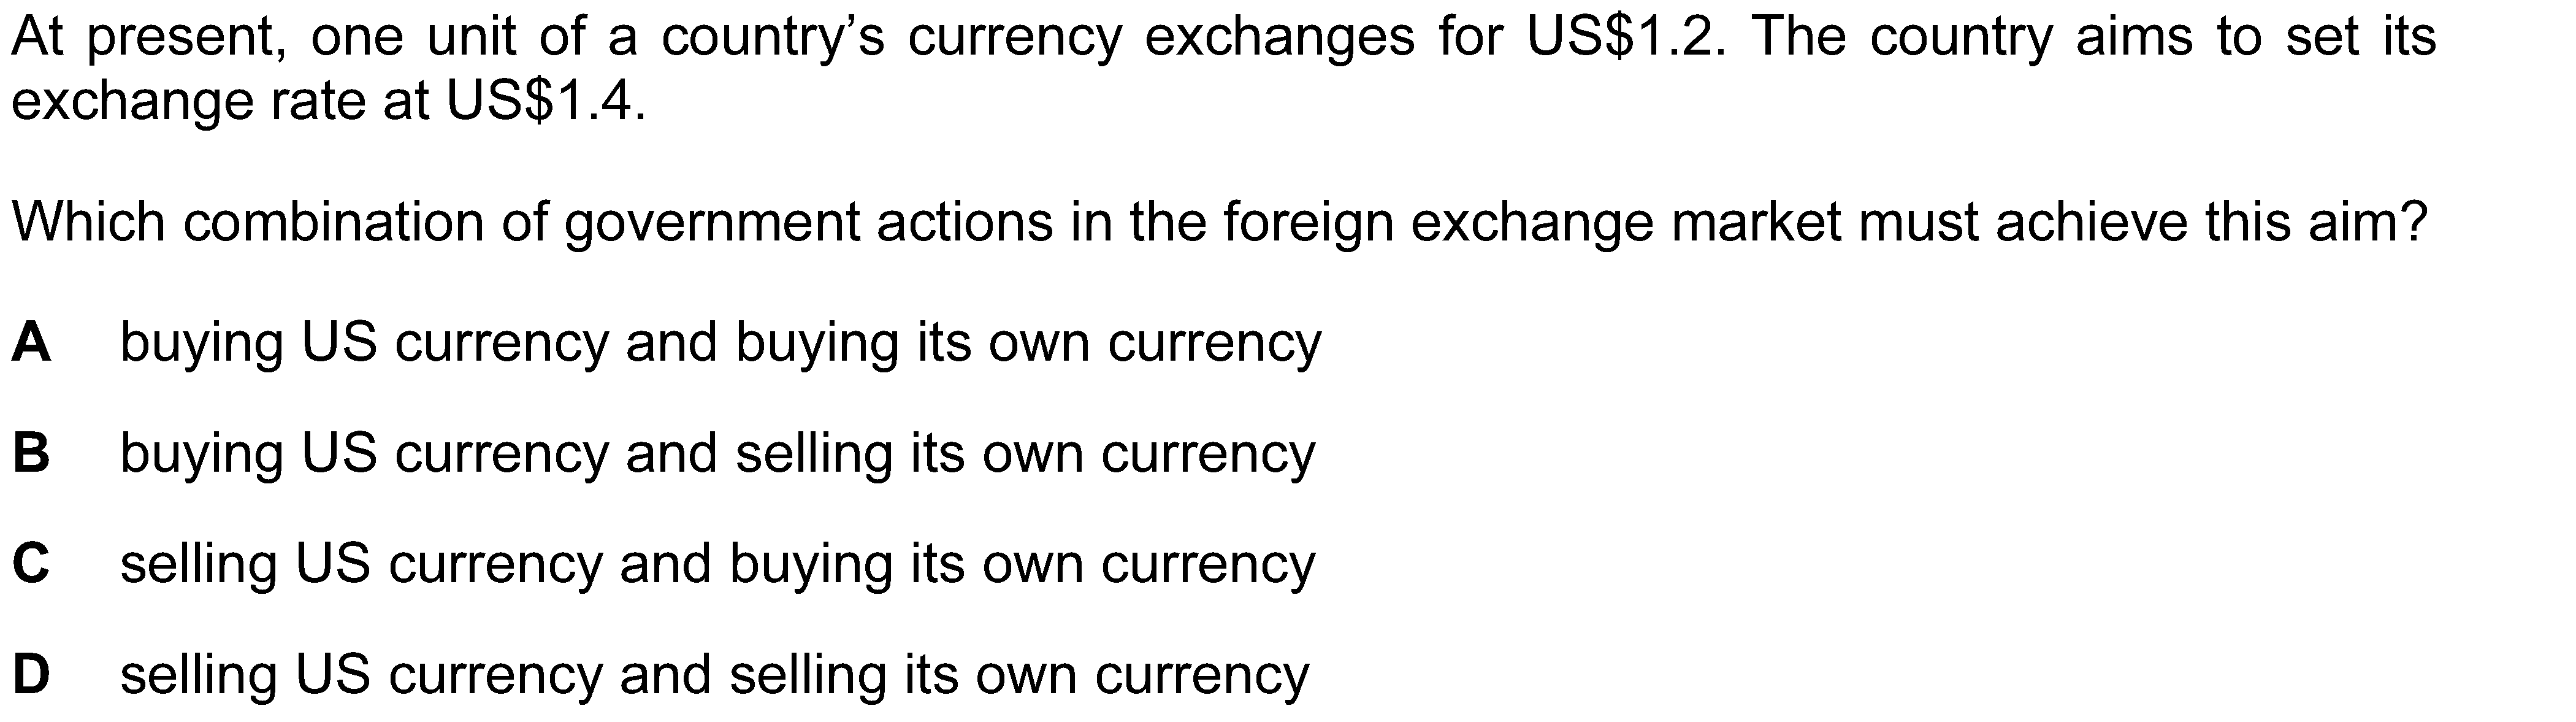 At present, one unit of a country’s currency exchanges for US$1.2. The country aims to set its
exchange rate at US$1.4.
Which combination of government actions in the foreign exchange market must achieve this aim?
A buying US currency and buying its own currency
B buying US currency and selling its own currency
C selling US currency and buying its own currency
D selling US currency and selling its own currency